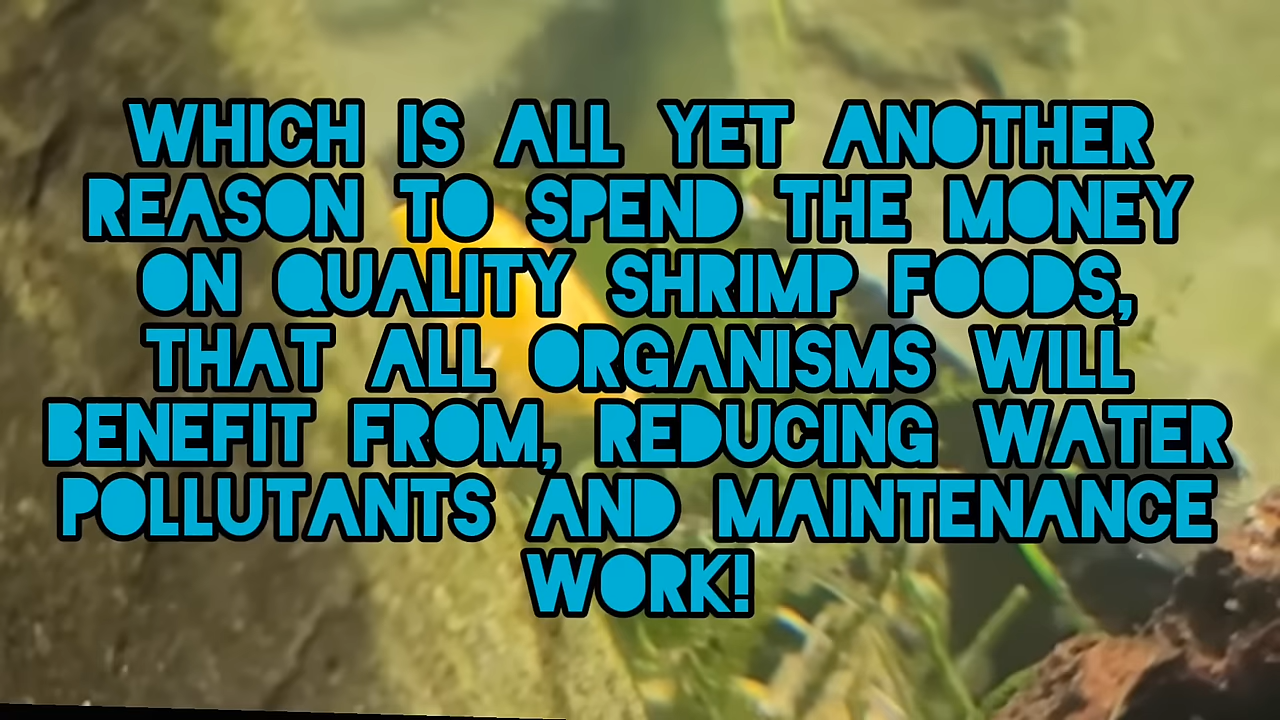 WHICH IS ALL YET ANOTHER
REASON TO SPEND THE MONEY
ON QUALITY SHRIMP FOODS,
THAT ALL ORGANISMS WILL
BENEFIT FROM, REDUCING WATER
POLLUTANTS AND MAINTENANCE
WORK!